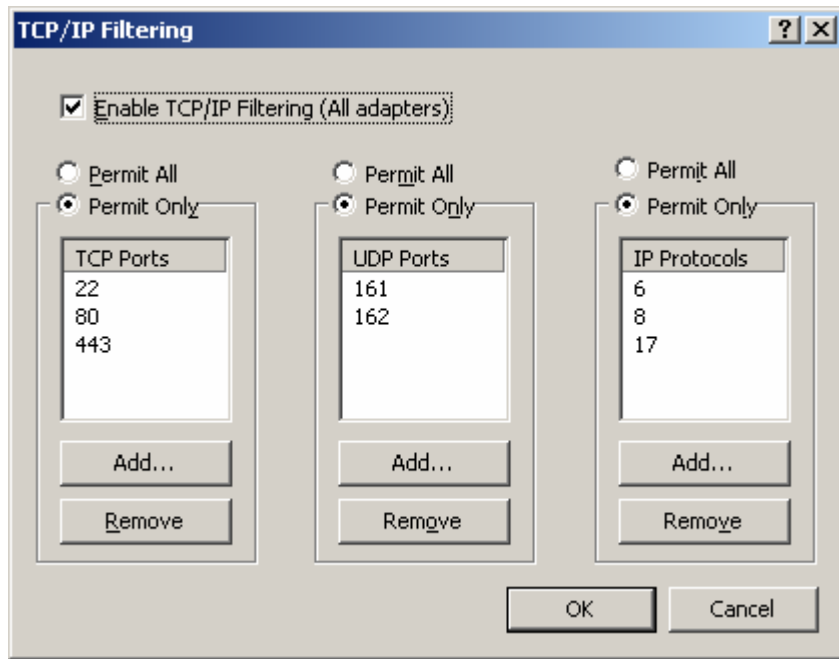 TCP/IP Filtering
Enable TCP/IP Filtering (All adapters)
Permit All
Permit Only
TCP Ports
22
80
443
Add...
Remove
Permit All
Permit Only
UDP Ports
161
162
Add...
Remove
Permit All
Permit Only
IP Protocols
6
8
17
Add...
Remove
OK
Cancel